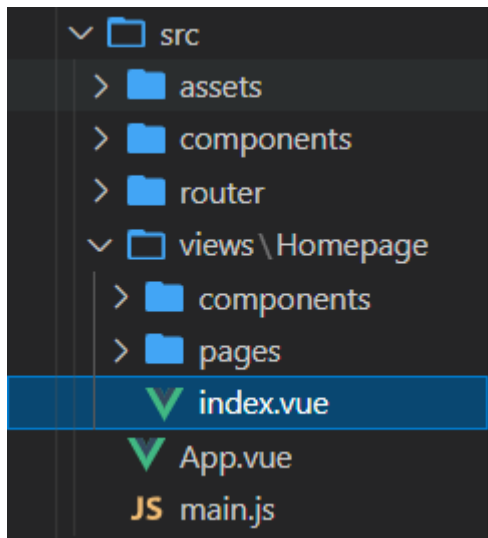 src
assets
components
router
views\Homepage
components
pages
index.vue
App.vue
JS main.js